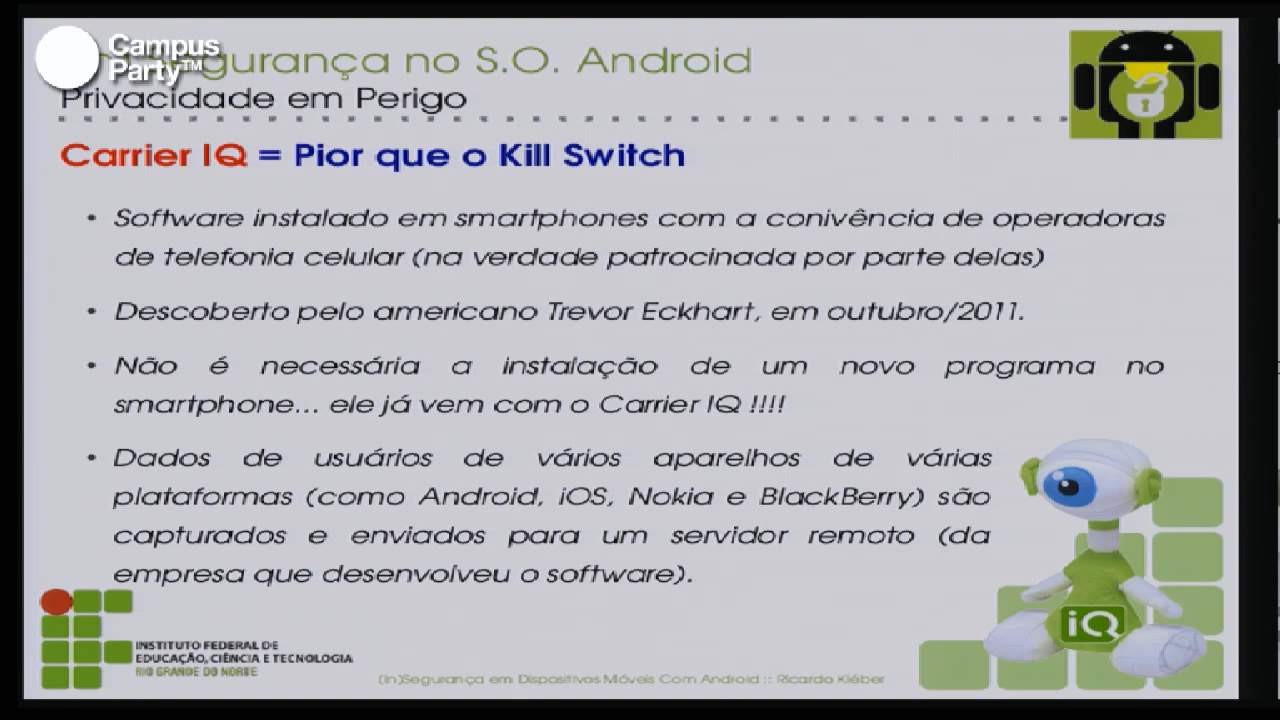 Campus
Party™
Segurança no S.O. Android
Privacidade em Perigo
Carrier IQ = Pior que o Kill Switch
• Software instalado em smartphones com a conivência de operadoras
de telefonia celular (na verdade patrocinada por parte delas)
• Descoberto pelo americano Trevor Eckhart, em outubro/2011.
• Não é necessária a instalação de um novo programa no
smartphone... ele já vem com o Carrier IQ !!!!
• Dados de usuários de vários aparelhos de várias
plataformas (como Android, iOS, Nokia e BlackBerry) são
capturados e enviados para um servidor remoto (da
empresa que desenvolveu o software).
iQ
INSTITUTO FEDERAL DE
EDUCAÇÃO, CIÊNCIA E TECNOLOGIA
RIO GRANDE DO NORTE
(In)Segurança em Dispositivos Móveis Com Android :: Ricardo Kléber